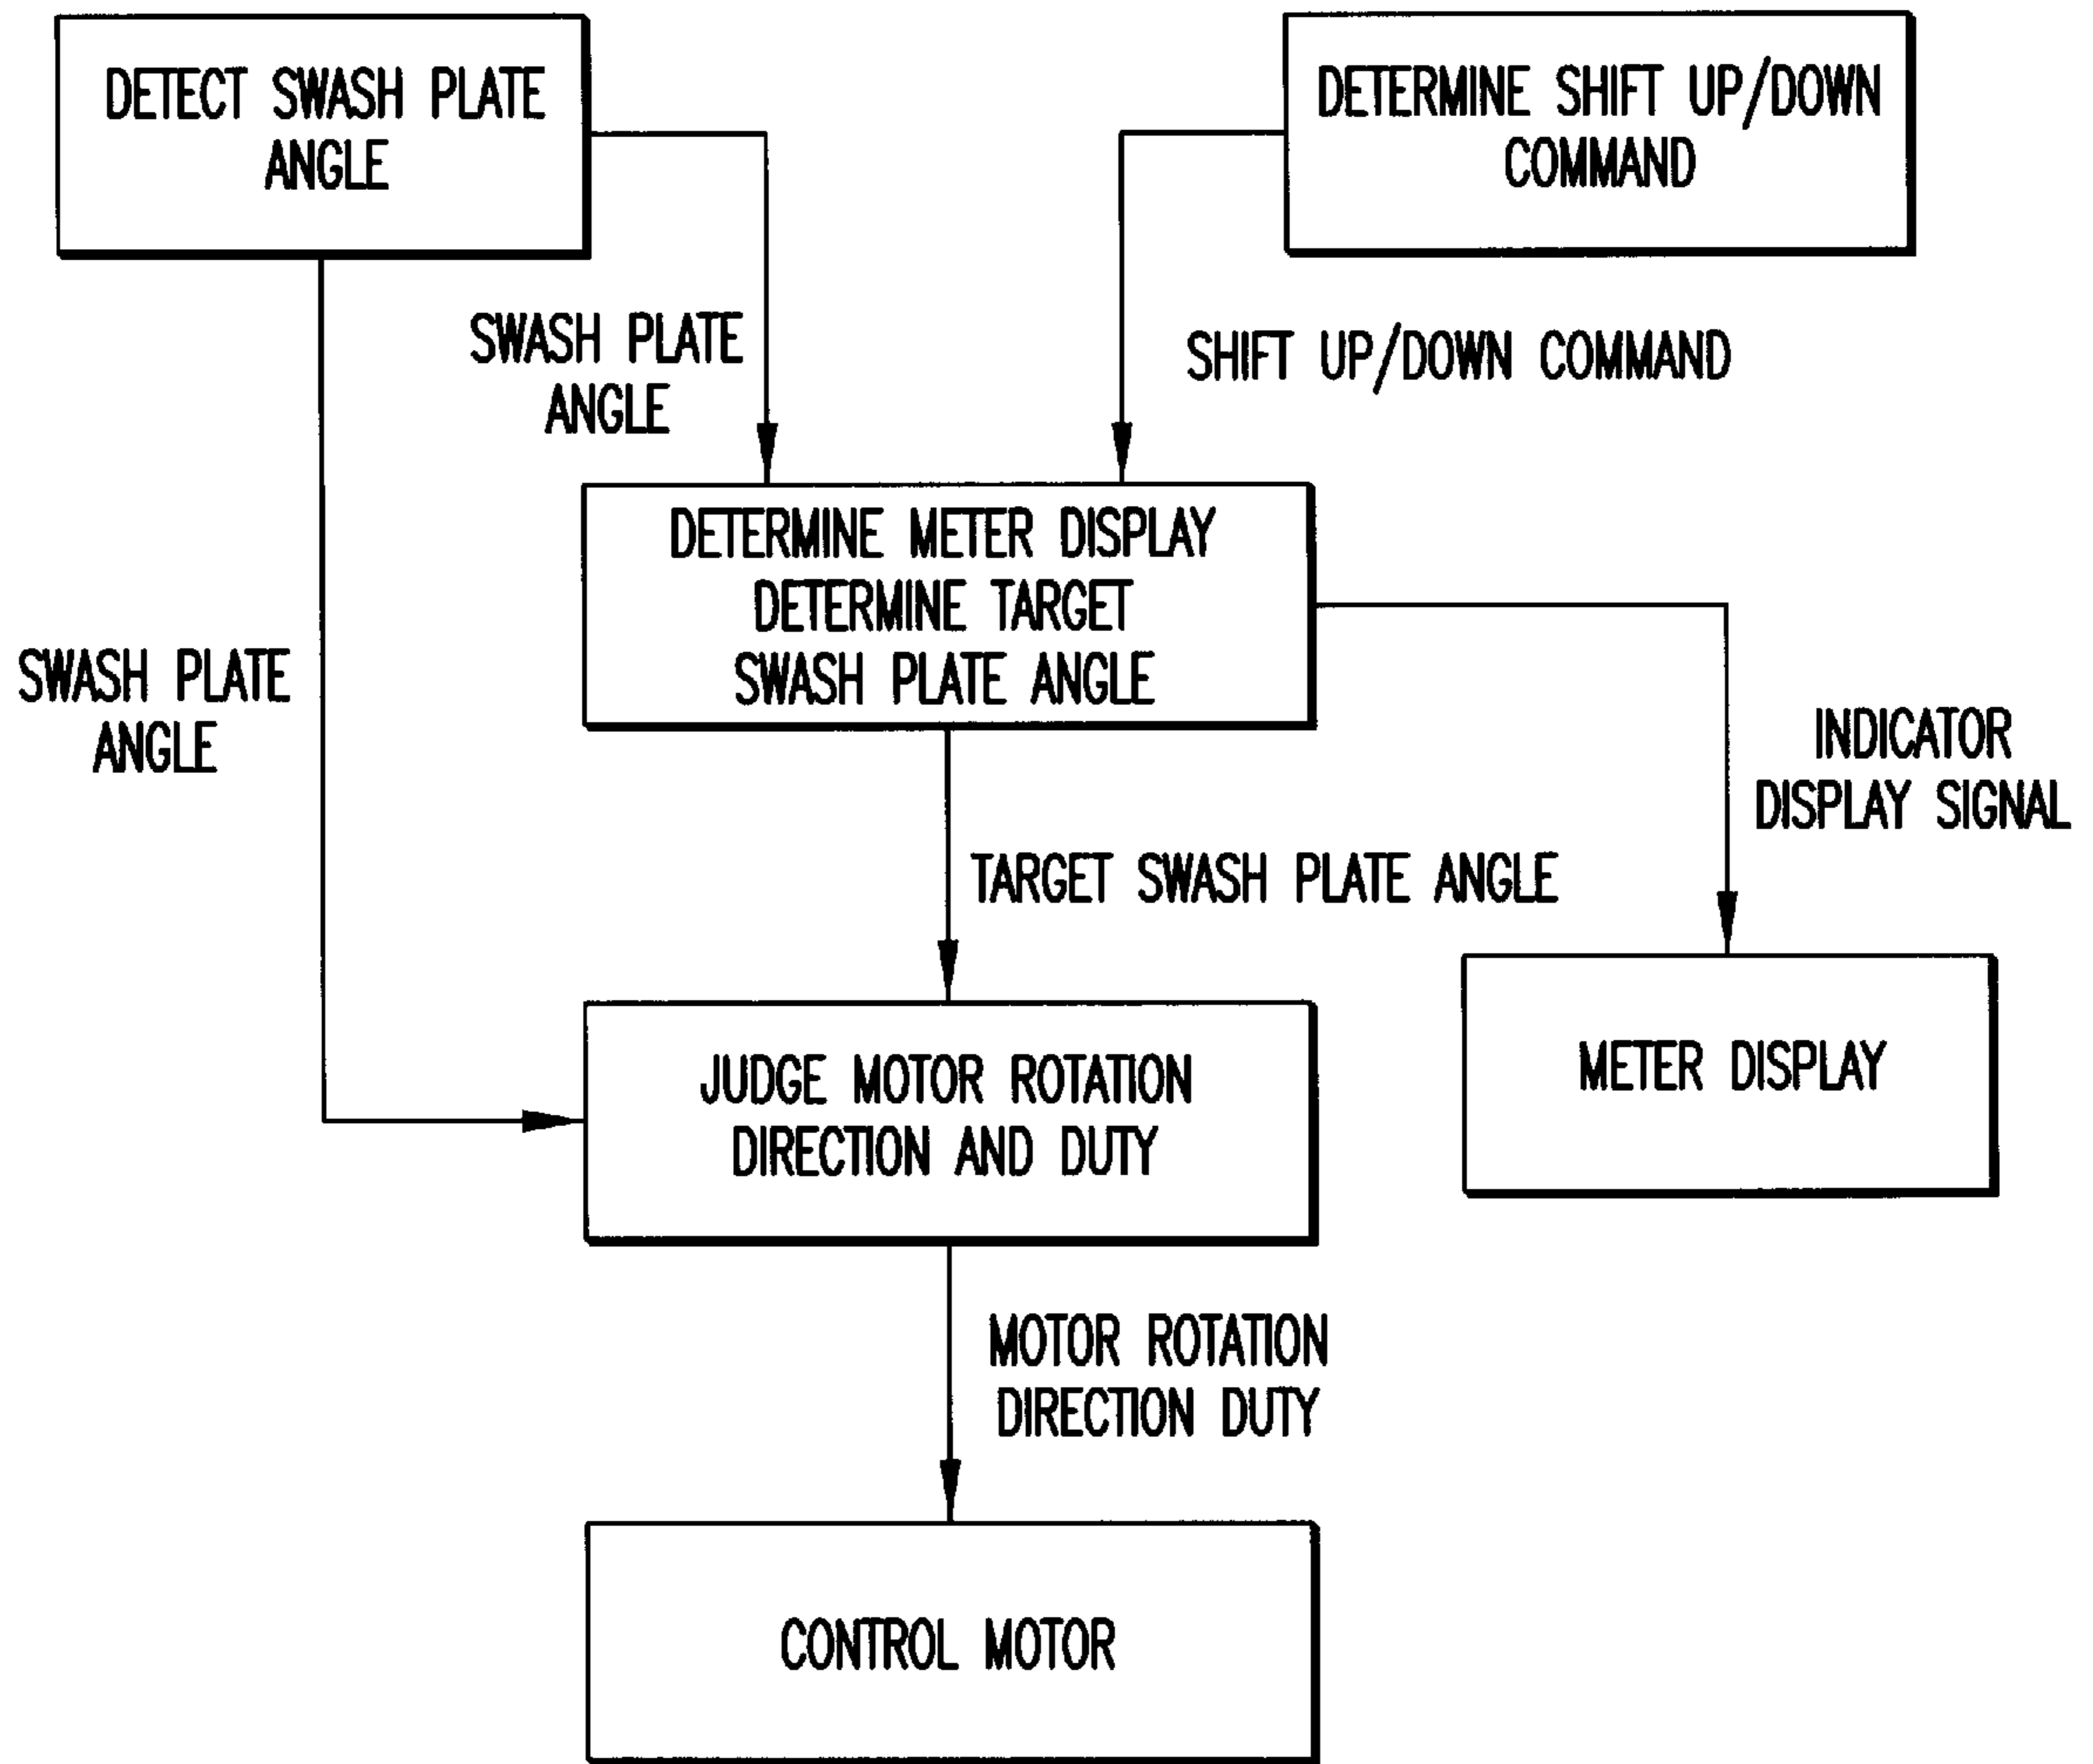 DETECT SWASH PLATE
ANGLE
DETERMINE SHIFT UP/DOWN
COMMAND
SWASH PLATE
ANGLE
SHIFT UP/DOWN COMMAND
DETERMINE METER DISPLAY
DETERMINE TARGET
SWASH PLATE ANGLE
SWASH PLATE
ANGLE
INDICATOR
DISPLAY SIGNAL
TARGET SWASH PLATE ANGLE
JUDGE MOTOR ROTATION
DIRECTION AND DUTY
METER DISPLAY
MOTOR ROTATION
DIRECTION DUTY
CONTROL MOTOR